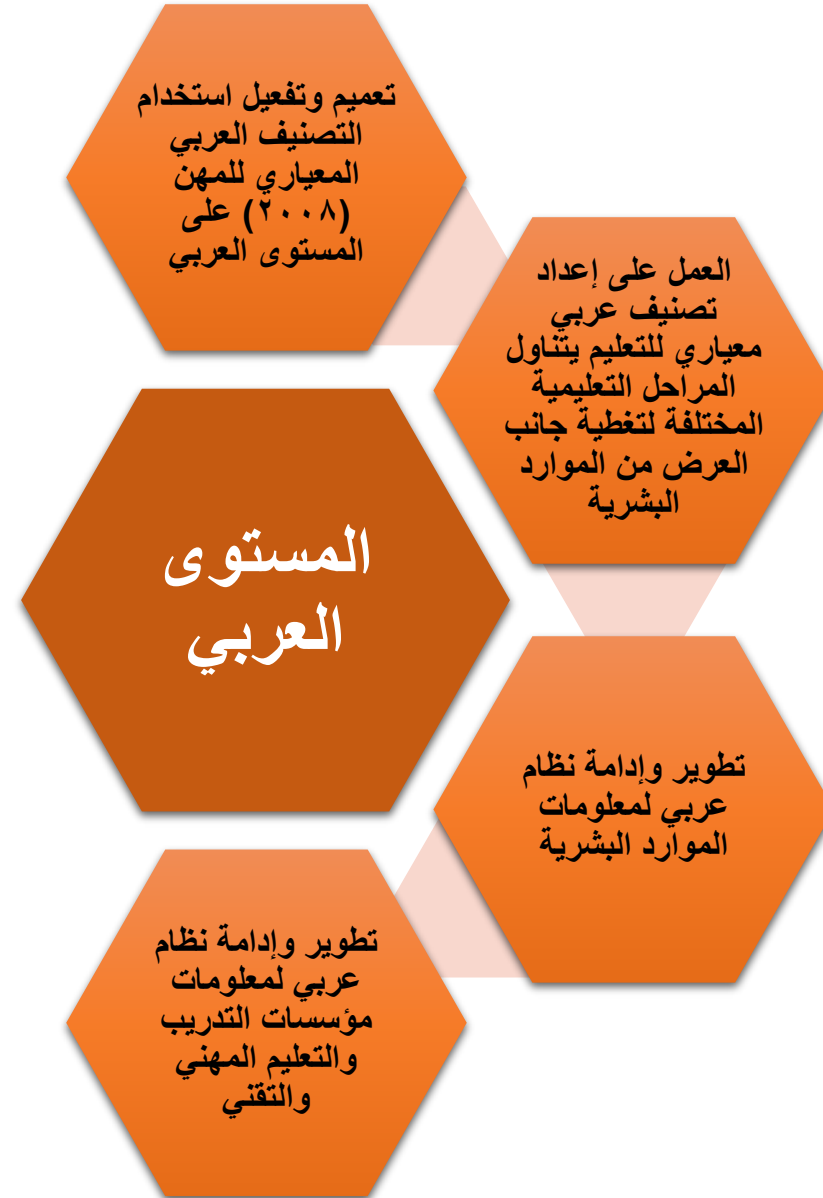 تعميم وتفعيل استخدام
التصنيف العربي
المعياري للمهن
(٢٠٠٨) على
المستوى العربي
العمل على إعداد
تصنيف عربي
معياري للتعليم يتناول
المراحل التعليمية
المختلفة لتغطية جانب
العرض من الموارد
البشرية
المستوى
العربي
تطوير وإدامة نظام
عربي لمعلومات
الموارد البشرية
تطوير وإدامة نظام
عربي لمعلومات
مؤسسات التدريب
والتعليم المهني
والتقني